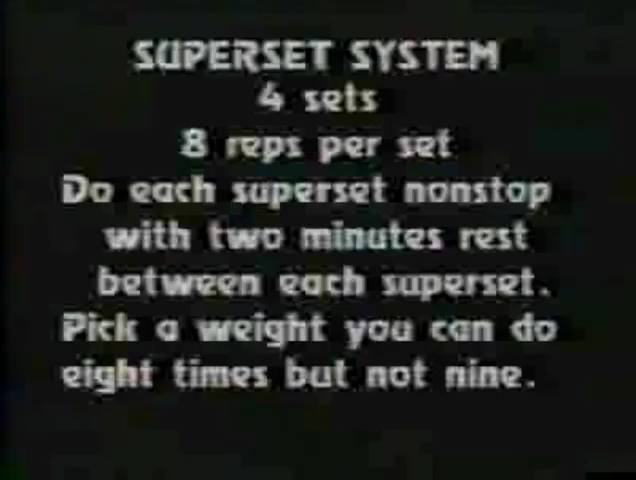 SUPERSET SYSTEM
4 sets
8 reps per set
Do each superset nonstop
with two minutes rest
between each superset.
Pick a weight you can do
eight times but not nine.